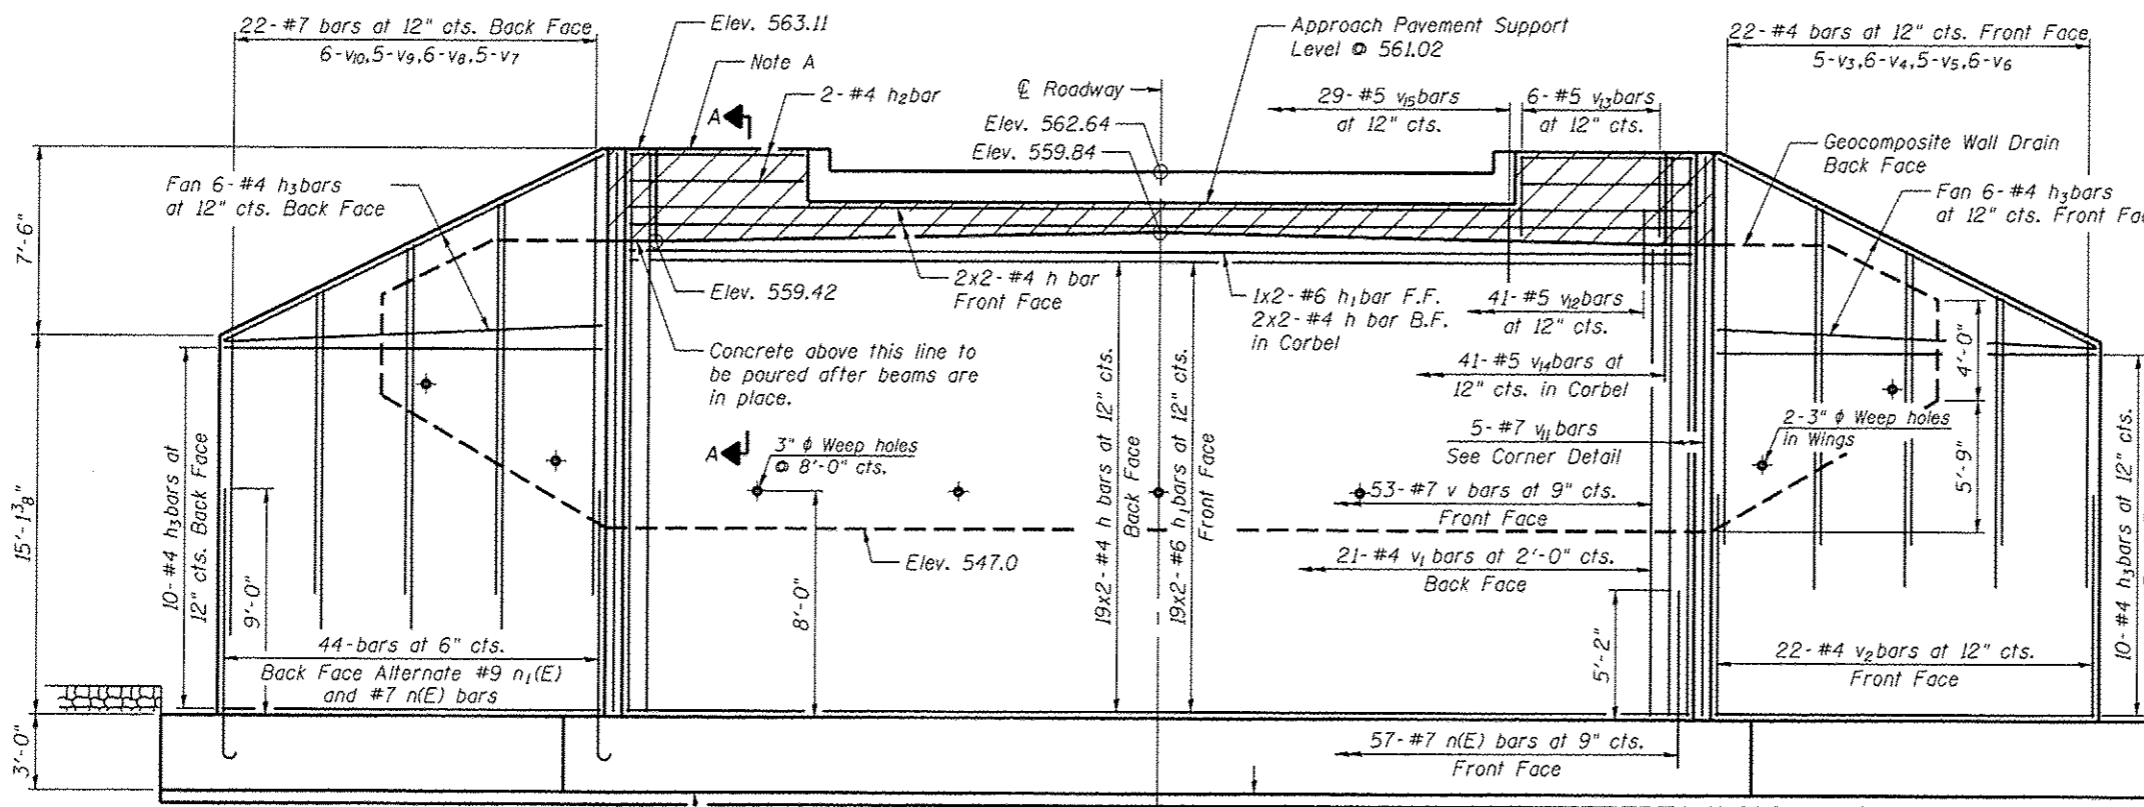 22-#7 bars at 12" cts. Back Face
6-v10,5-v9,6-v8,5-v7
Elev. 563.11
Note A
2-#4 h2bar
A
℄ Roadway
Elev. 562.64
Elev. 559.84
Approach Pavement Support
Level @ 561.02
29-#5 v15bars
at 12" cts.
6-#5 v13bars
at 12" cts.
22-#4 bars at 12" cts. Front Face
5-v3,6-v4,5-v5,6-v6
Geocomposite Wall Drain
Back Face
Fan 6-#4 h3bars
at 12" cts. Front Fac
Fan 6-#4 h3bars
at 12" cts. Back Face
7'-6"
Elev. 559.42
2x2-#4 h bar
Front Face
1x2-#6 h1bar F.F.
2x2-#4 h bar B.F.
in Corbel
41-#5 v12bars
at 12" cts.
Concrete above this line to
be poured after beams are
in place.
41-#5 v14bars at
12" cts. in Corbel
4'-0"
A
3" ϕ Weep holes
@ 8'-0" cts.
5-#7 v11bars
See Corner Detail
2-3" ϕ Weep holes
in Wings
5'-9"
53-#7 v bars at 9" cts.
Front Face
Elev. 547.0
21-#4 v1 bars at 2'-0" cts.
Back Face
15'-1 3/8"
10-#4 h3bars at
12" cts. Back Face
9'-0"
8'-0"
19x2-#4 h bars at 12" cts.
Back Face
19x2-#6 h1bars at 12" cts.
Front Face
5'-2"
10-#4 h3bars at 12" cts.
44-bars at 6" cts.
Back Face Alternate #9 n1(E)
and #7 n(E) bars
22-#4 v2bars at 12" cts.
Front Face
3'-0"
57-#7 n(E) bars at 9" cts.
Front Face